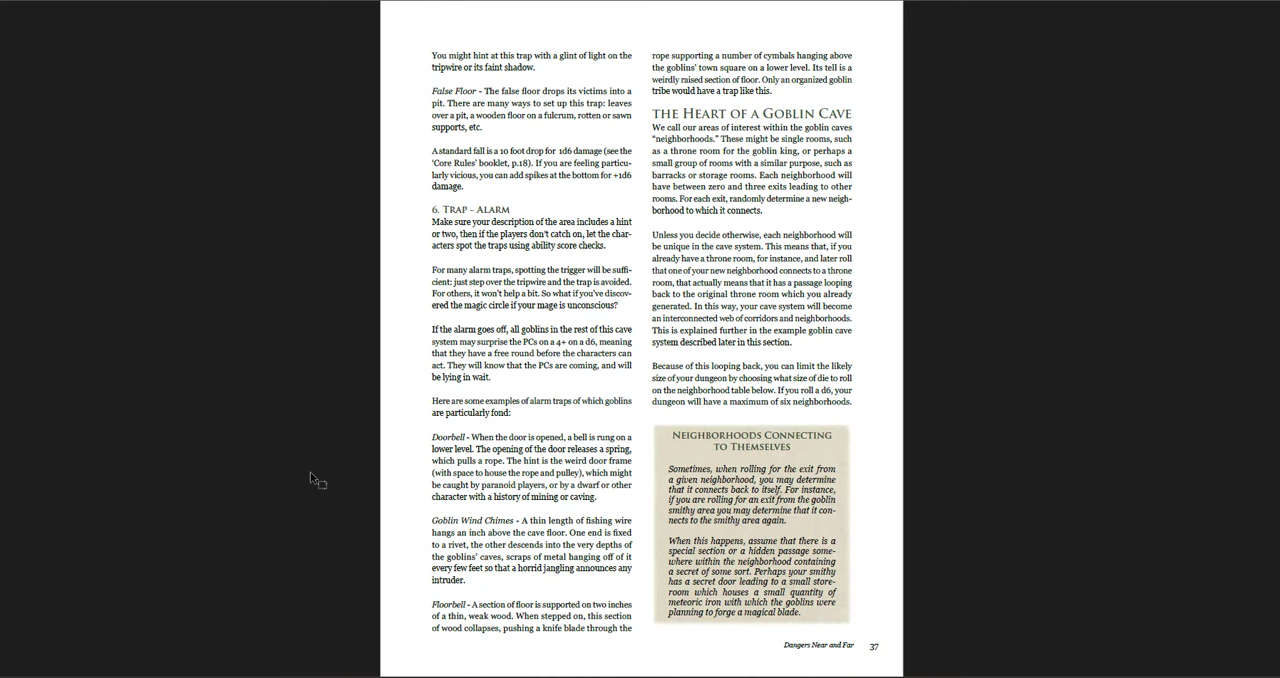 You might hint at this trap with a glint of light on the
tripwire or its faint shadow.
False Floor - The false floor drops its victims into a
pit. There are many ways to set up this trap: leaves
over a pit, a wooden floor on a fulcrum, rotten or sawn
supports, etc.
A standard fall is a 10 foot drop for 1d6 damage (see the
'Core Rules' booklet, p.18). If you are feeling particu-
larly vicious, you can add spikes at the bottom for +1d6
damage.
6. Trap - Alarm
Make sure your description of the area includes a hint
or two, then if the players don't catch on, let the char-
acters spot the traps using ability score checks.
For many alarm traps, spotting the trigger will be suffi-
cient: just step over the tripwire and the trap is avoided.
For others, it won't help a bit. So what if you've discov-
ered the magic circle if your mage is unconscious?
If the alarm goes off, all goblins in the rest of this cave
system may surprise the PCs on a 4+ on a d6, meaning
that they have a free round before the characters can
act. They will know that the PCs are coming, and will
be lying in wait.
Here are some examples of alarm traps of which goblins
are particularly fond:
Doorbell - When the door is opened, a bell is rung on a
lower level. The opening of the door releases a spring,
which pulls a rope. The hint is the weird door frame
(with space to house the rope and pulley), which might
be caught by paranoid players, or by a dwarf or other
character with a history of mining or caving.
Goblin Wind Chimes - A thin length of fishing wire
hangs an inch above the cave floor. One end is fixed
to a rivet, the other descends into the very depths of
the goblins' caves, scraps of metal hanging off of it
every few feet so that a horrid jangling announces any
intruder.
Floorbell - A section of floor is supported on two inches
of a thin, weak wood. When stepped on, this section
of wood collapses, pushing a knife blade through the
rope supporting a number of cymbals hanging above
the goblins' town square on a lower level. Its tell is a
weirdly raised section of floor. Only an organized goblin
tribe would have a trap like this.
The Heart of a Goblin Cave
We call our areas of interest within the goblin caves
"neighborhoods." These might be single rooms, such
as a throne room for the goblin king, or perhaps a
small group of rooms with a similar purpose, such as
barracks or storage rooms. Each neighborhood will
have between zero and three exits leading to other
rooms. For each exit, randomly determine a new neigh-
borhood to which it connects.
Unless you decide otherwise, each neighborhood will
be unique in the cave system. This means that, if you
already have a throne room, for instance, and later roll
that one of your new neighborhood connects to a throne
room, that actually means that it has a passage looping
back to the original throne room which you already
generated. In this way, your cave system will become
an interconnected web of corridors and neighborhoods.
This is explained further in the example goblin cave
system described later in this section.
Because of this looping back, you can limit the likely
size of your dungeon by choosing what size of die to roll
on the neighborhood table below. If you roll a d6, your
dungeon will have a maximum of six neighborhoods.
Neighborhoods Connecting
to Themselves
Sometimes, when rolling for the exit from
a given neighborhood, you may determine
that it connects back to itself. For instance,
if you are rolling for an exit from the goblin
smithy area you may determine that it con-
nects to the smithy area again.
When this happens, assume that there is a
special section or a hidden passage some-
where within the neighborhood containing
a secret of some sort. Perhaps your smithy
has a secret door leading to a small store-
room which houses a small quantity of
meteoric iron with which the goblins were
planning to forge a magical blade.
Dangers Near and Far 37